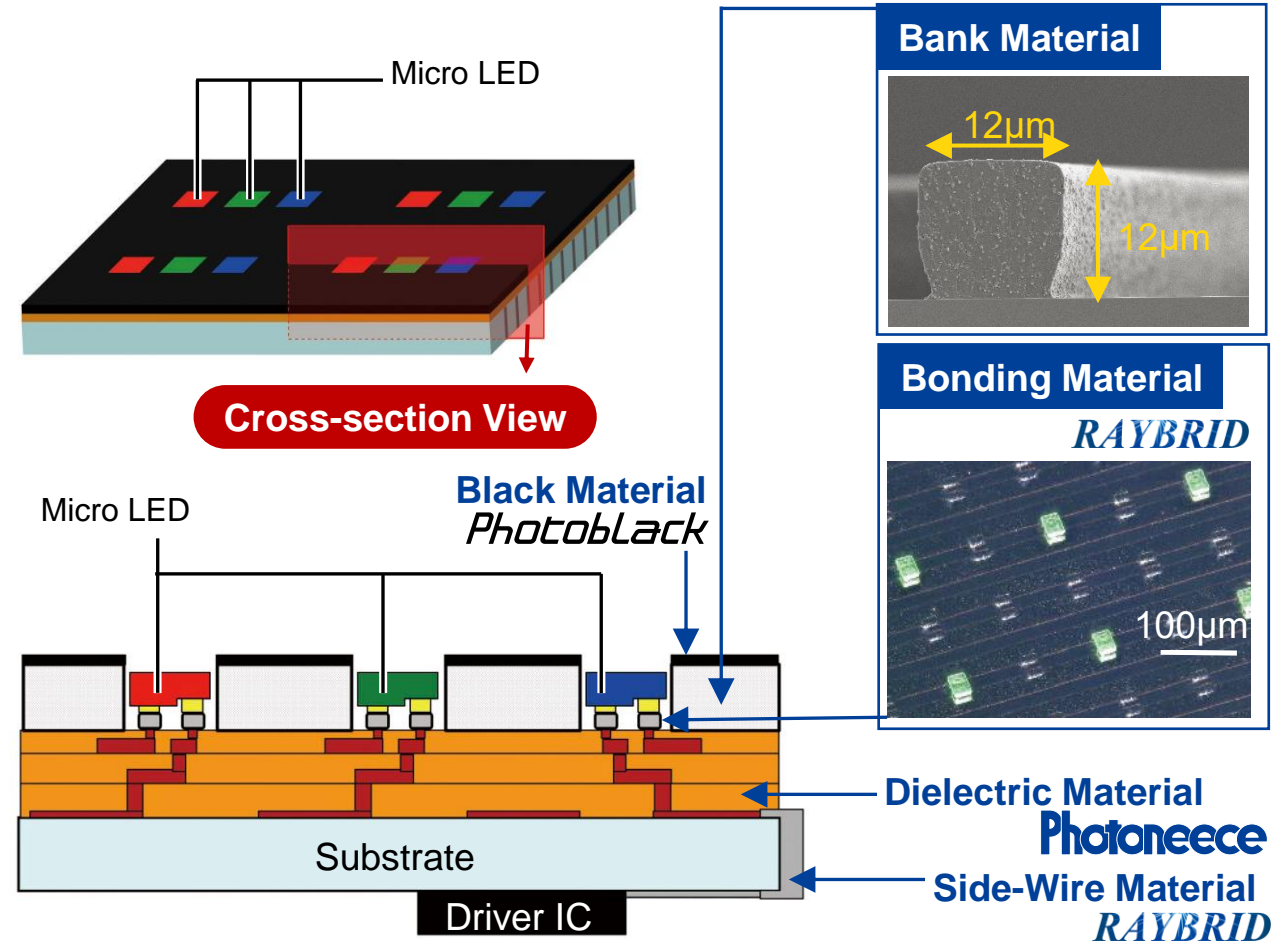 Micro LED
Bank Material
12μm
12μm
Cross-section View
Bonding Material
RAYBRID
100μm
Micro LED
Black Material
Photoblack
Dielectric Material
Photoneece
Substrate
Side-Wire Material
RAYBRID
Driver IC